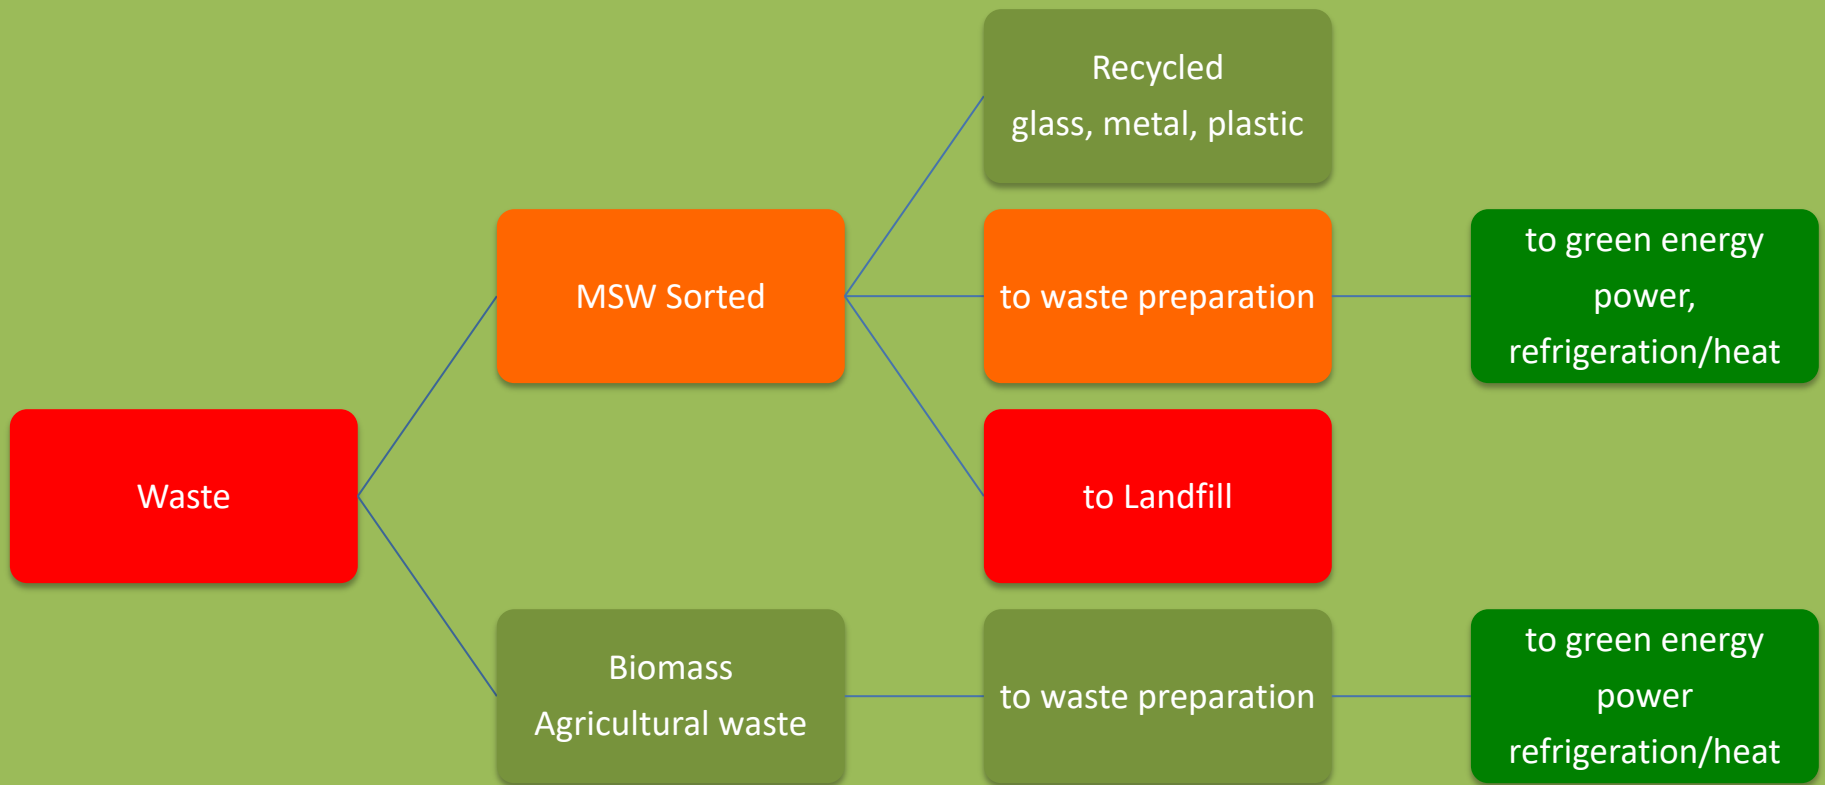 Recycled
glass, metal, plastic
MSW Sorted
to waste preparation
to green energy
power,
refrigeration/heat
Waste
to Landfill
Biomass
Agricultural waste
to waste preparation
to green energy
power
refrigeration/heat